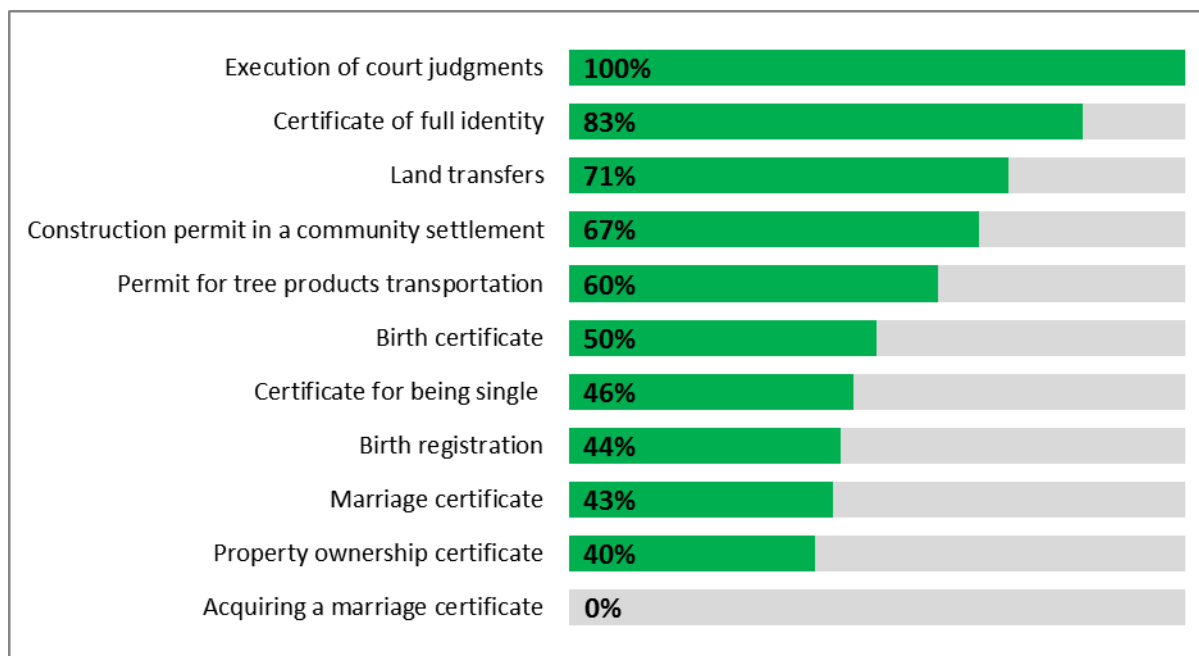 Execution of court judgments 100%
Certificate of full identity 83%
Land transfers 71%
Construction permit in a community settlement 67%
Permit for tree products transportation 60%
Birth certificate 50%
Certificate for being single 46%
Birth registration 44%
Marriage certificate 43%
Property ownership certificate 40%
Acquiring a marriage certificate 0%